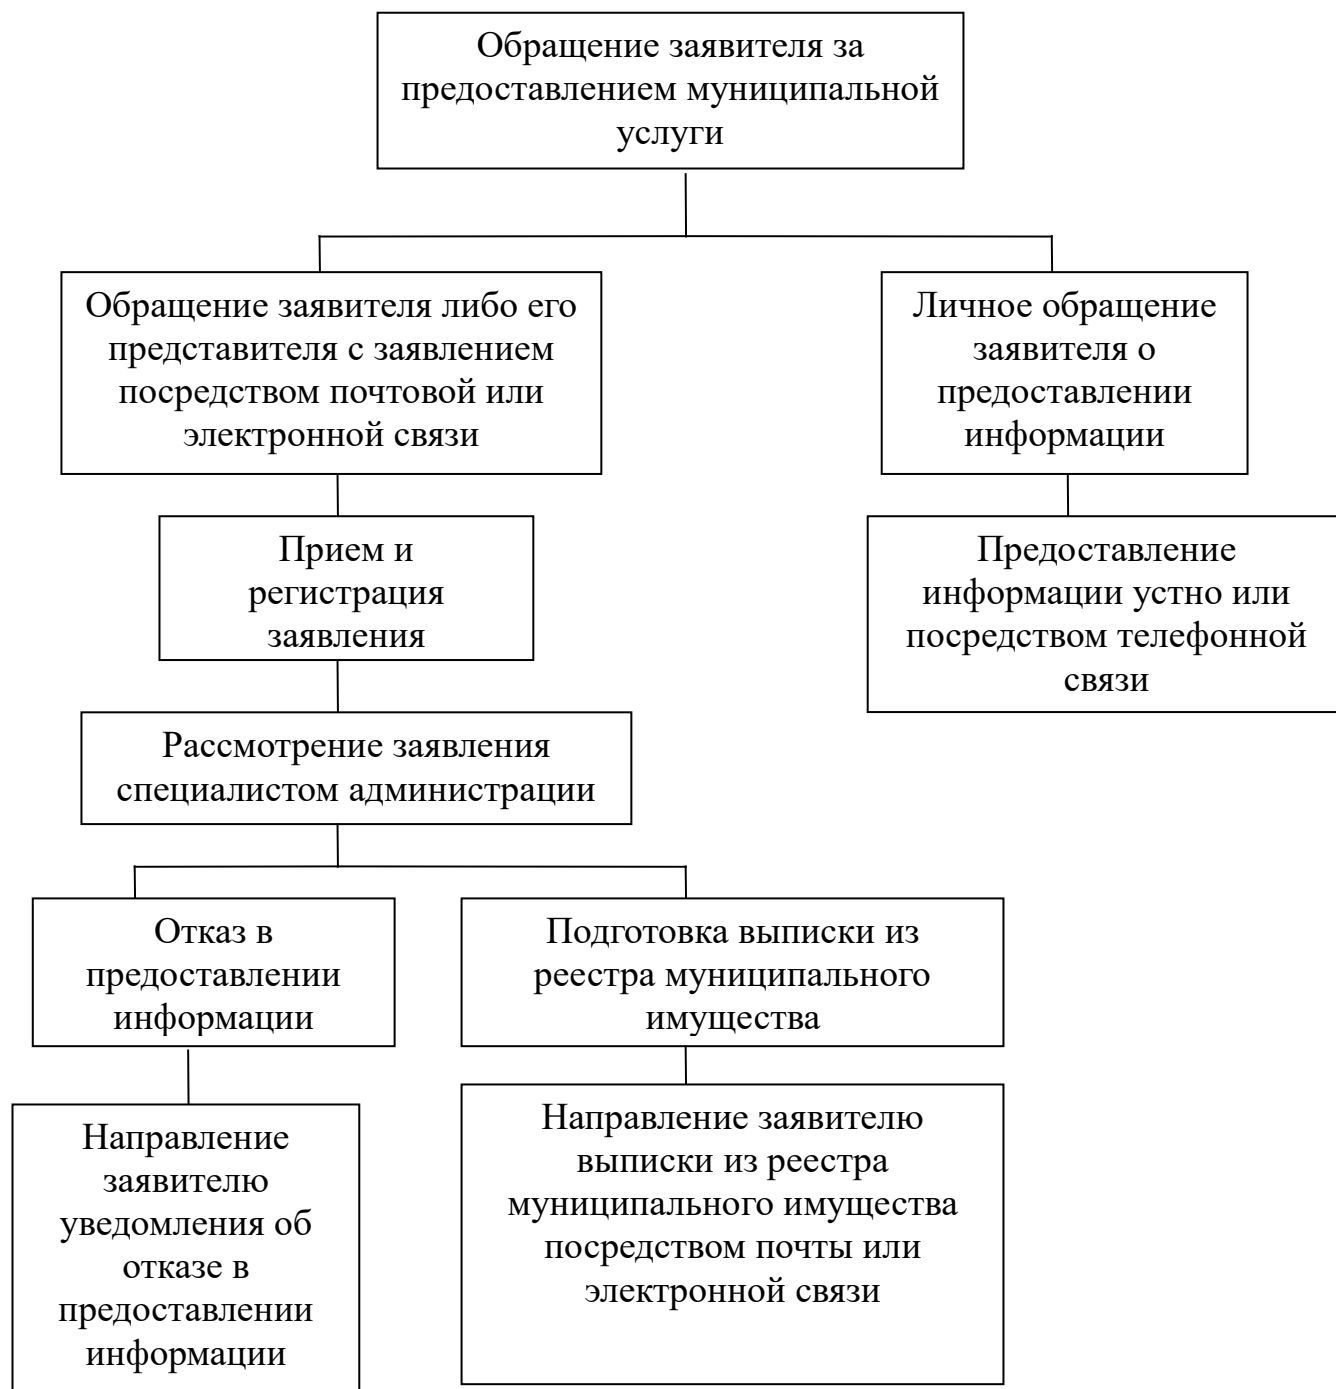 Обращение заявителя за
предоставлением муниципальной
услуги
Обращение заявителя либо его
представителя с заявлением
посредством почтовой или
электронной связи
Личное обращение
заявителя о
предоставлении
информации
Прием и
регистрация
заявления
Предоставление
информации устно или
посредством телефонной
связи
Рассмотрение заявления
специалистом администрации
Отказ в
предоставлении
информации
Подготовка выписки из
реестра муниципального
имущества
Направление
заявителю
уведомления об
отказе в
предоставлении
информации
Направление заявителю
выписки из реестра
муниципального имущества
посредством почты или
электронной связи